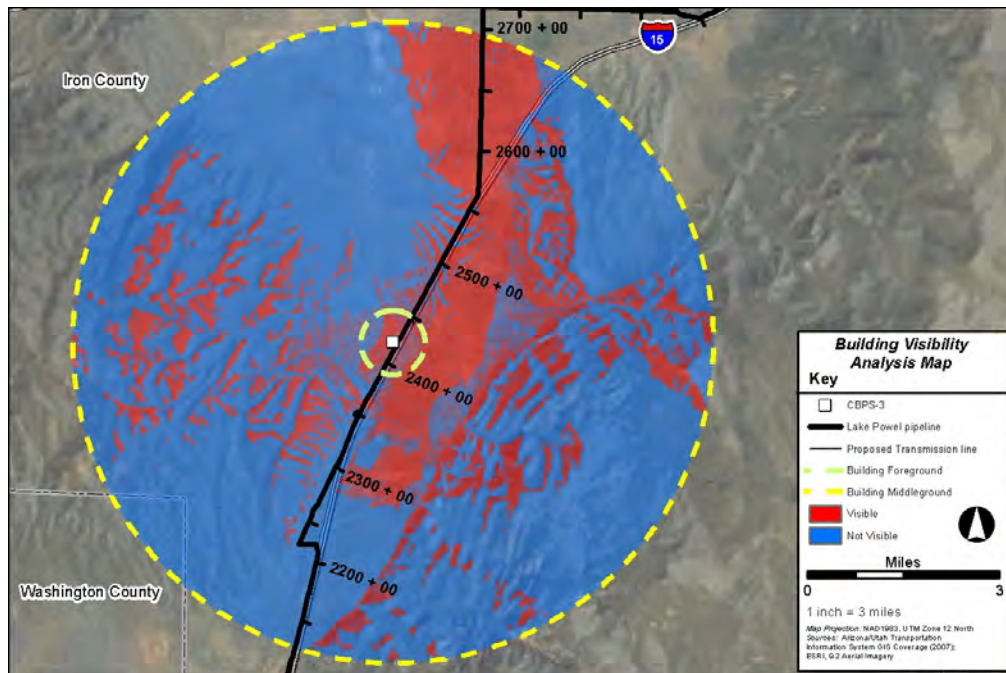 2700 + 00
15
Iron County
2600 + 00
2500 + 00
2400 + 00
2300 + 00
2200 + 00
Washington County
Building Visibility
Analysis Map
Key
CBPS-3
Lake Powel pipeline
Proposed Transmission line
Building Foreground
Building Middleground
Visible
Not Visible
Miles
0 3
1 inch = 3 miles
Map Projection: NAD1983, UTM Zone 12 North
Sources: Arizona/Utah Transportation
Information System GIS Coverage (2007);
ESRI, G2 Aerial Imagery